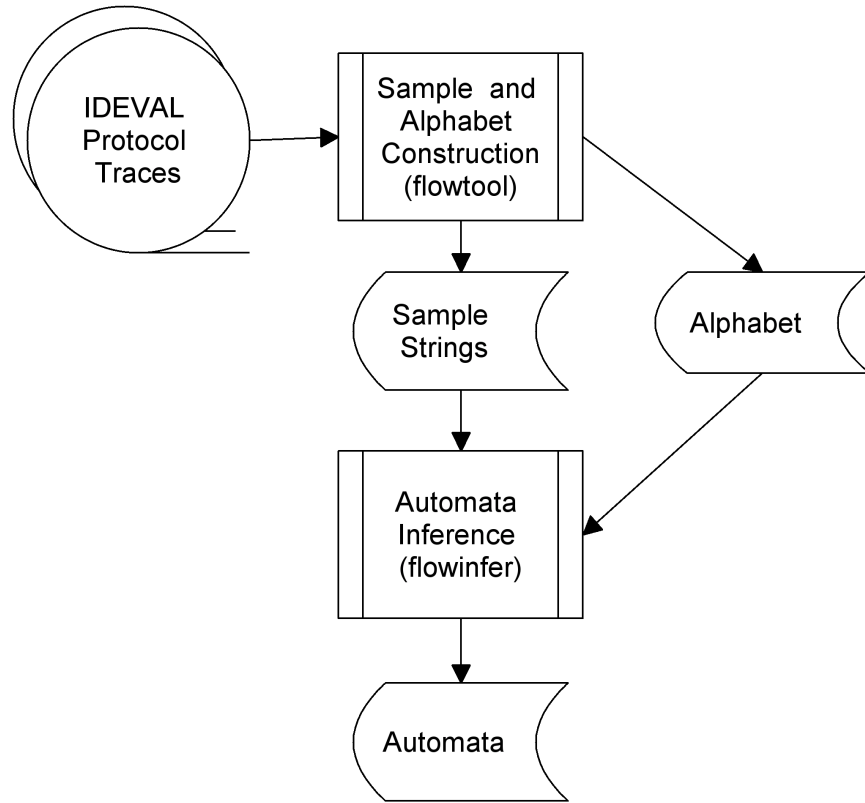 IDEVAL
Protocol
Traces
Sample and
Alphabet
Construction
(flowtool)
Sample
Strings
Alphabet
Automata
Inference
(flowinfer)
Automata